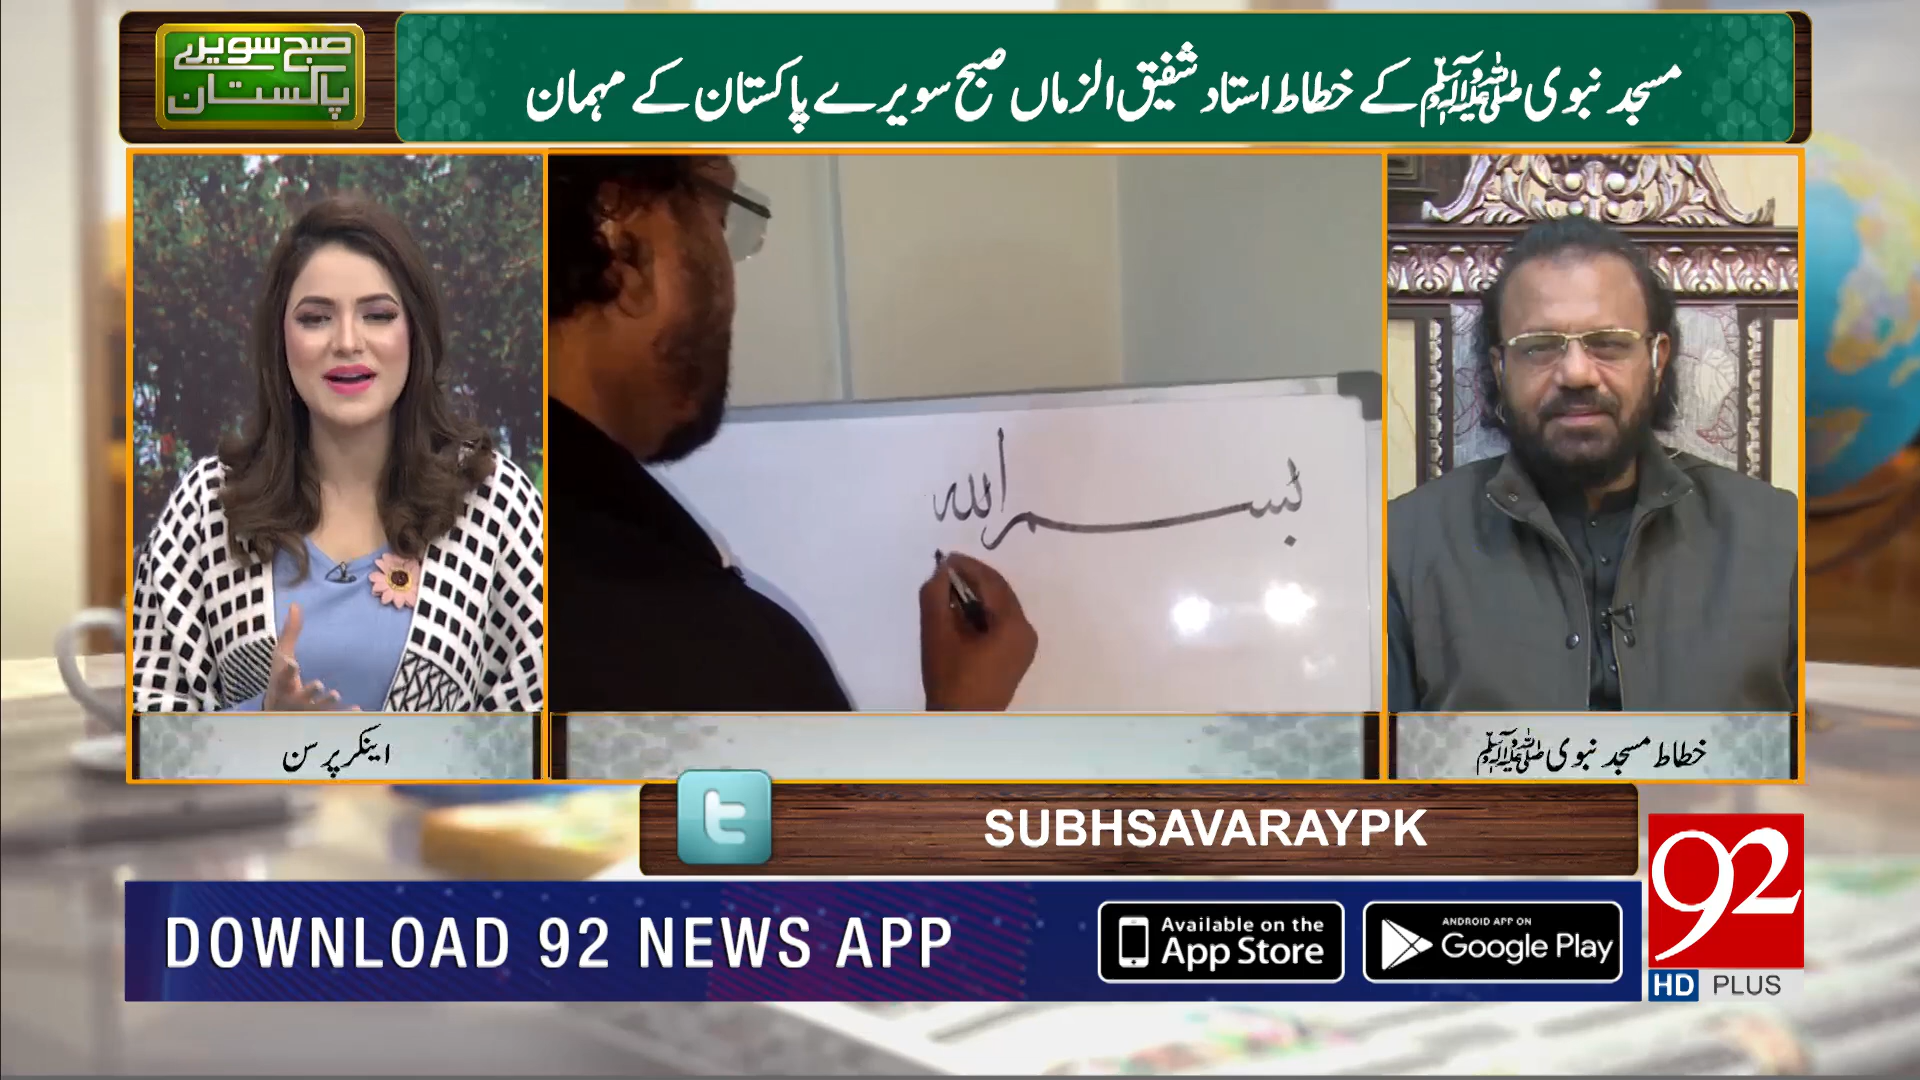 صبح سویرے
پاکستان
مسجد نبوی ﷺ کے خطاط استاد شفیق الزماں صبح سویرے پاکستان کے مہمان
بسم الله
اینکر پرسن
خطاط مسجد نبوی ﷺ
SUBHSAVARAYPK
DOWNLOAD 92 NEWS APP
Available on the
App Store
ANDROID APP ON
Google Play
92
HD PLUS